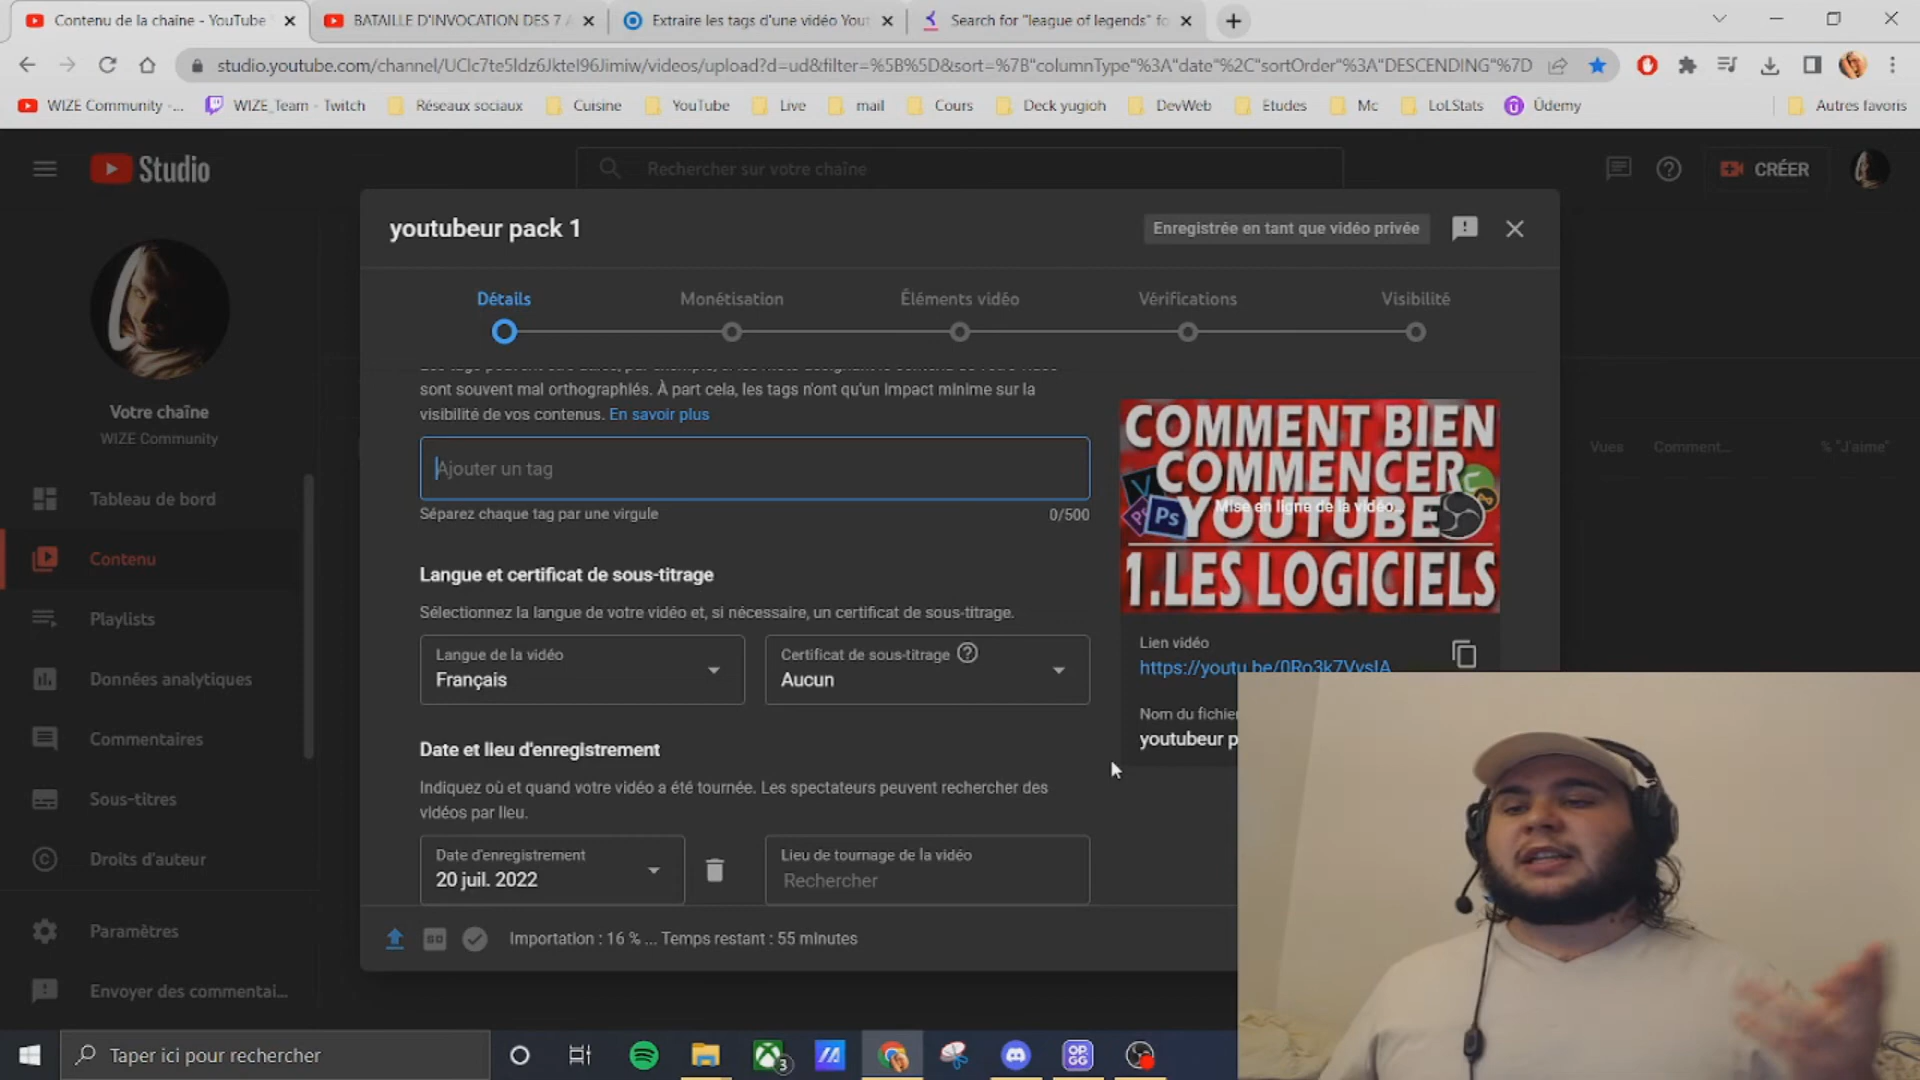 Contenu de la chaîne - YouTube
BATAILLE D'INVOCATION DES 7
Extraire les tags d'une vidéo Yout
Search for "league of legends" fo
studio.youtube.com/channel/UClc7te5Idz6JkteI96Jimiw/videos/upload?d=ud&filter=%5B%5D&sort=%7B"columnType"%3A"date"%2C"sortOrder"%3A"DESCENDING"%7D
WIZE Community -...
WIZE_Team - Twitch
Réseaux sociaux
Cuisine
YouTube
Live
mail
Cours
Deck yugioh
DevWeb
Etudes
Mc
LoLStats
Udemy
Autres favoris
Studio
Rechercher sur votre chaîne
CRÉER
youtubeur pack 1
Enregistrée en tant que vidéo privée
Détails
Monétisation
Éléments vidéo
Vérifications
Visibilité
Votre chaîne
WIZE Community
Tableau de bord
Contenu
Playlists
Données analytiques
Commentaires
Sous-titres
Droits d'auteur
Paramètres
Envoyer des commentai...
sont souvent mal orthographiés. À part cela, les tags n'ont qu'un impact minime sur la
visibilité de vos contenus. En savoir plus
Ajouter un tag
Séparez chaque tag par une virgule
0/500
Langue et certificat de sous-titrage
Sélectionnez la langue de votre vidéo et, si nécessaire, un certificat de sous-titrage.
Langue de la vidéo
Français
Certificat de sous-titrage
Aucun
Date et lieu d'enregistrement
Indiquez où et quand votre vidéo a été tournée. Les spectateurs peuvent rechercher des
vidéos par lieu.
Date d'enregistrement
20 juil. 2022
Lieu de tournage de la vidéo
Rechercher
Importation : 16 % ... Temps restant : 55 minutes
COMMENT BIEN
COMMENCER
YOUTUBE
Ps
Mise en ligne de la vidéo...
1.LES LOGICIELS
Lien vidéo
https://youtu.be/0Ro3k7VvsIA
Nom du fichier
youtubeur p
Vues
Comment...
% "J'aime"
Taper ici pour rechercher
3
OP.GG